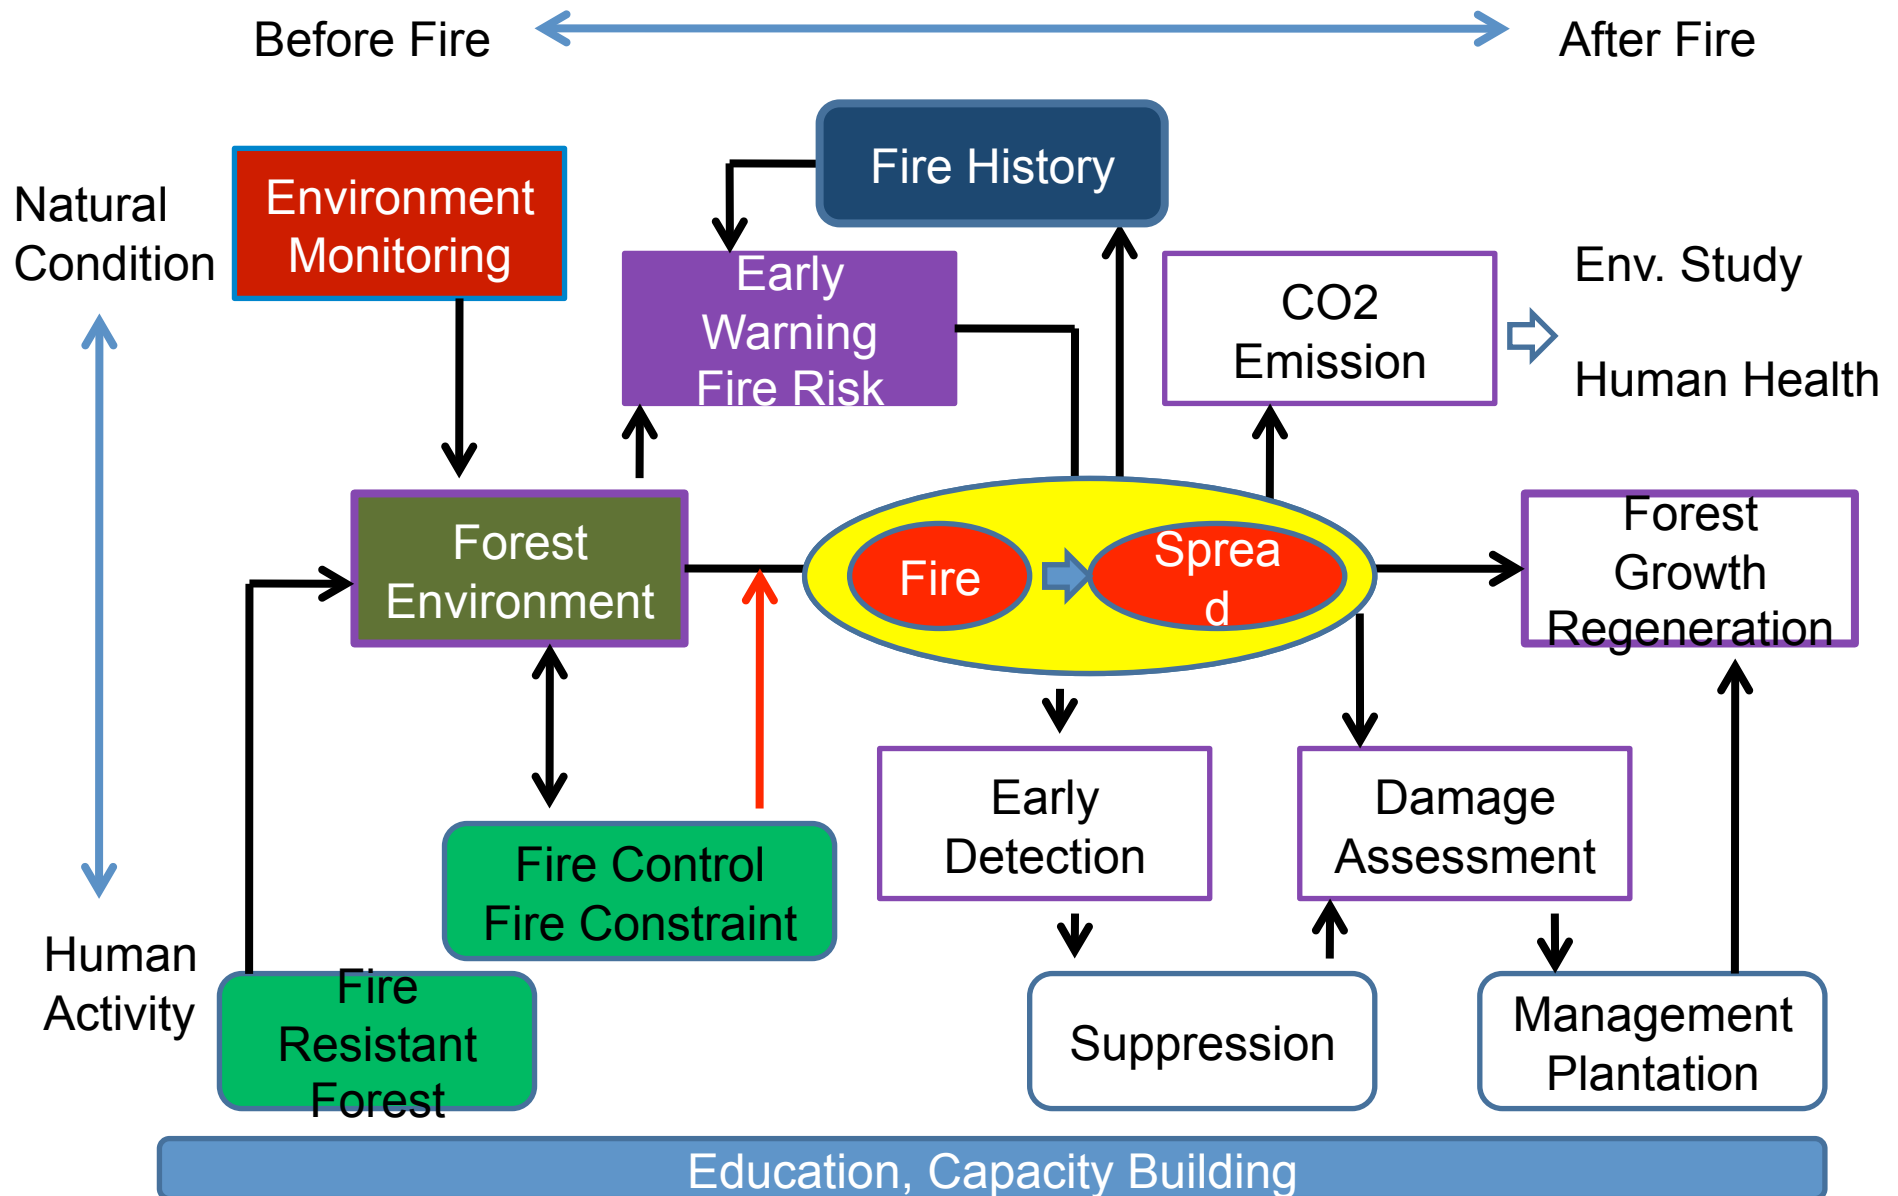 Before Fire
After Fire
Fire History
Natural
Condition
Environment
Monitoring
Early
Warning
Fire Risk
CO2
Emission
Env. Study
Human Health
Forest
Environment
Fire
Sprea
d
Forest
Growth
Regeneration
Early
Detection
Damage
Assessment
Fire Control
Fire Constraint
Human
Activity
Fire
Resistant
Forest
Suppression
Management
Plantation
Education, Capacity Building